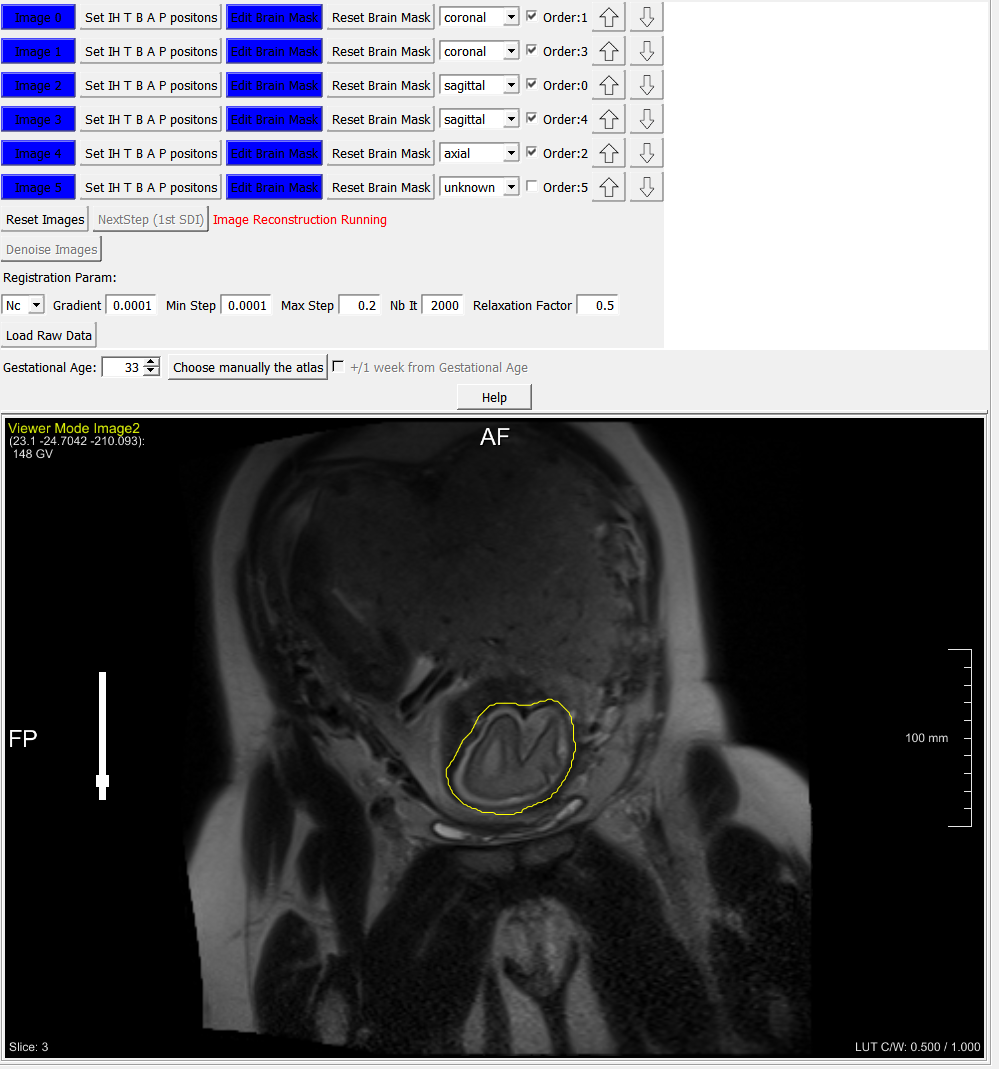 Image 0 Set IH T B A P positons Edit Brain Mask Reset Brain Mask coronal Order:1
Image 1 Set IH T B A P positons Edit Brain Mask Reset Brain Mask coronal Order:3
Image 2 Set IH T B A P positons Edit Brain Mask Reset Brain Mask sagittal Order:0
Image 3 Set IH T B A P positons Edit Brain Mask Reset Brain Mask sagittal Order:4
Image 4 Set IH T B A P positons Edit Brain Mask Reset Brain Mask axial Order:2
Image 5 Set IH T B A P positons Edit Brain Mask Reset Brain Mask unknown Order:5
Reset Images NextStep (1st SDI) Image Reconstruction Running
Denoise Images
Registration Param:
Nc Gradient 0.0001 Min Step 0.0001 Max Step 0.2 Nb It 2000 Relaxation Factor 0.5
Load Raw Data
Gestational Age: 33 Choose manually the atlas +/1 week from Gestational Age
Help
Viewer Mode Image2
(23.1 -24.7042 -210.093):
148 GV
AF
FP
100 mm
Slice: 3
LUT C/W: 0.500 / 1.000